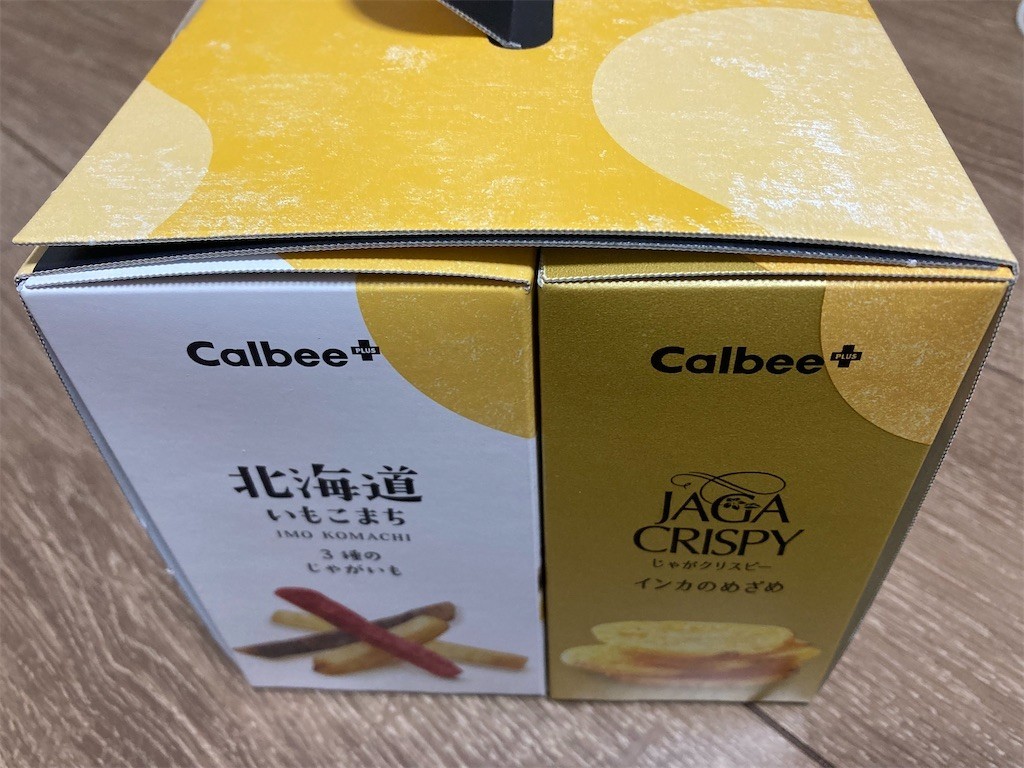 Calbee PLUS
北海道
いもこまち
IMO KOMACHI
3種の
じゃがいも
Calbee PLUS
JAGA
CRISPY
じゃがクリスピー
インカのめざめ